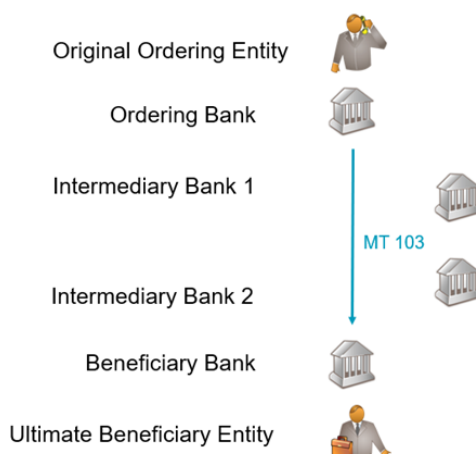 Original Ordering Entity
Ordering Bank
Intermediary Bank 1
MT 103
Intermediary Bank 2
Beneficiary Bank
Ultimate Beneficiary Entity